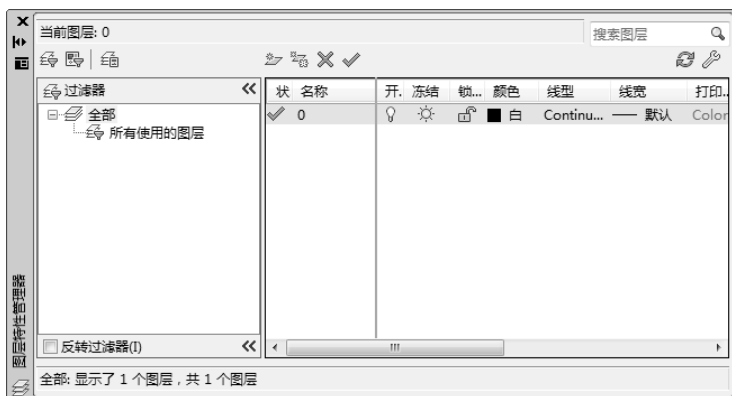 当前图层: 0
搜索图层
过滤器
全部
所有使用的图层
反转过滤器(I)
状 名称 开. 冻结 锁... 颜色 线型 线宽 打印..
0 白 Continu... 默认 Color
全部: 显示了 1 个图层，共 1 个图层
图层特性管理器